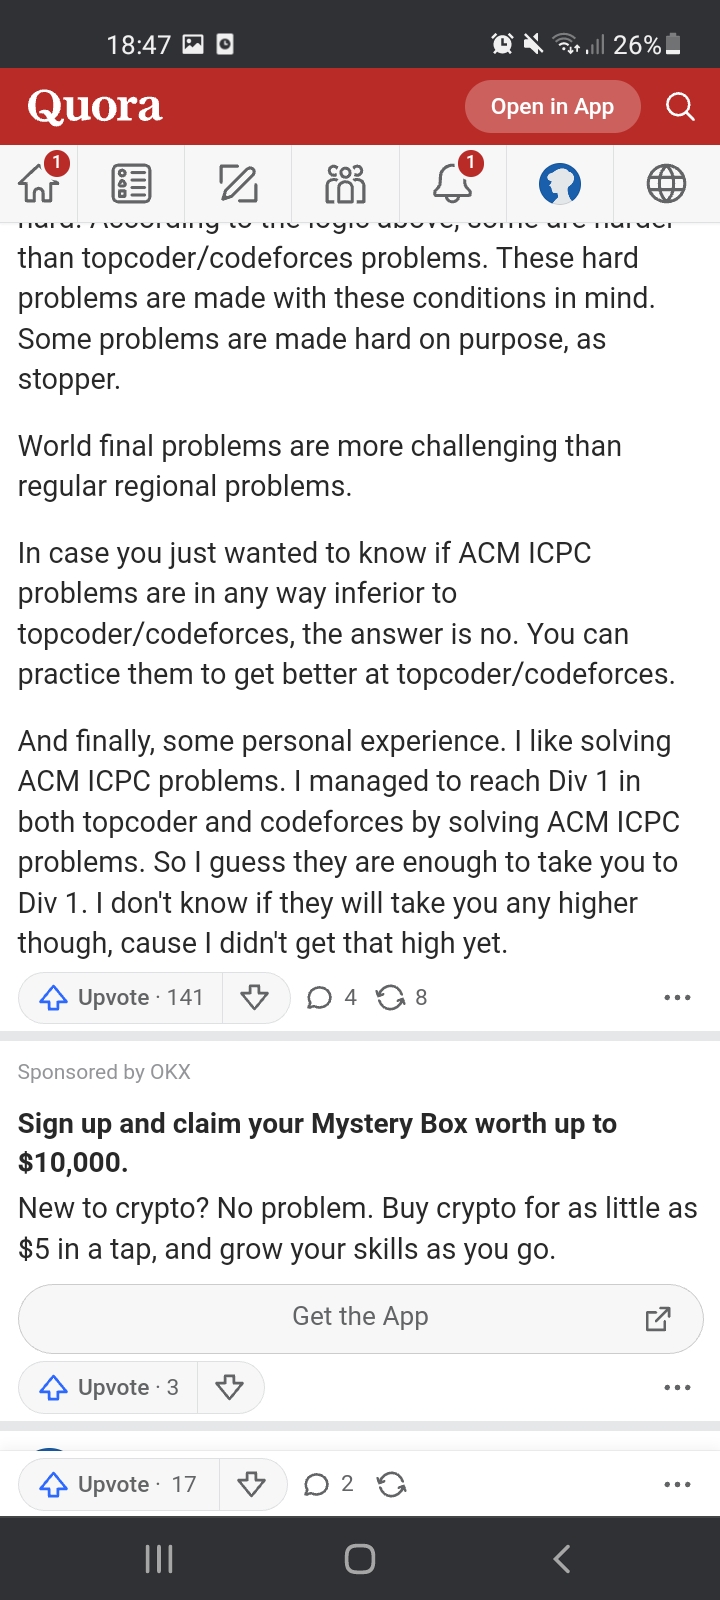 18:47
26%
Quora
Open in App
1
1
hard! According to the logic above, some are harder
than topcoder/codeforces problems. These hard
problems are made with these conditions in mind.
Some problems are made hard on purpose, as
stopper.
World final problems are more challenging than
regular regional problems.
In case you just wanted to know if ACM ICPC
problems are in any way inferior to
topcoder/codeforces, the answer is no. You can
practice them to get better at topcoder/codeforces.
And finally, some personal experience. I like solving
ACM ICPC problems. I managed to reach Div 1 in
both topcoder and codeforces by solving ACM ICPC
problems. So I guess they are enough to take you to
Div 1. I don't know if they will take you any higher
though, cause I didn't get that high yet.
Upvote · 141 4 8
Sponsored by OKX
Sign up and claim your Mystery Box worth up to
$10,000.
New to crypto? No problem. Buy crypto for as little as
$5 in a tap, and grow your skills as you go.
Get the App
Upvote · 3
Upvote · 17 2